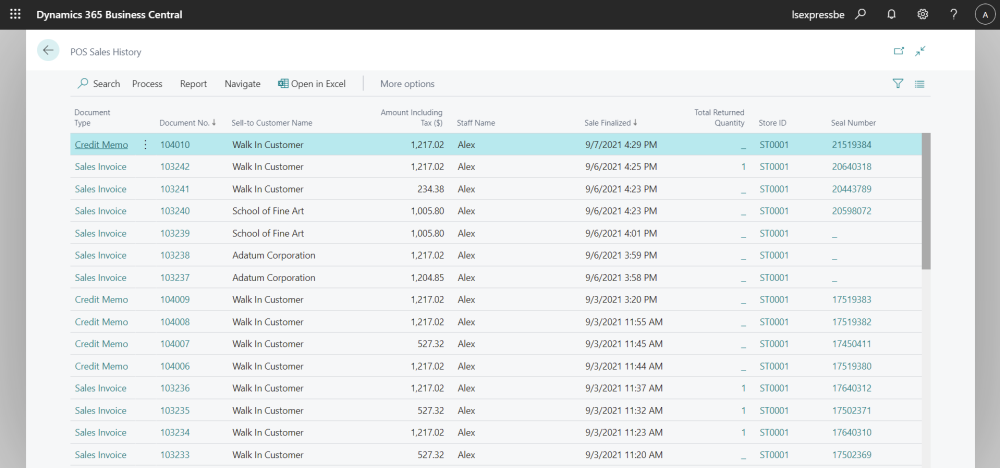 Dynamics 365 Business Central lsexpressbe ? A
POS Sales History
Search Process Report Navigate Open in Excel More options
Document Type Document No. ↓ Sell-to Customer Name Amount Including Tax ($) Staff Name Sale Finalized ↓ Total Returned Quantity Store ID Seal Number
Credit Memo 104010 Walk In Customer 1,217.02 Alex 9/7/2021 4:29 PM _ ST0001 21519384
Sales Invoice 103242 Walk In Customer 1,217.02 Alex 9/6/2021 4:25 PM 1 ST0001 20640318
Sales Invoice 103241 Walk In Customer 234.38 Alex 9/6/2021 4:23 PM _ ST0001 20443789
Sales Invoice 103240 School of Fine Art 1,005.80 Alex 9/6/2021 4:23 PM _ ST0001 20598072
Sales Invoice 103239 School of Fine Art 1,005.80 Alex 9/6/2021 4:01 PM _ ST0001 _
Sales Invoice 103238 Adatum Corporation 1,217.02 Alex 9/6/2021 3:59 PM _ ST0001 _
Sales Invoice 103237 Adatum Corporation 1,204.85 Alex 9/6/2021 3:58 PM _ ST0001 _
Credit Memo 104009 Walk In Customer 1,217.02 Alex 9/3/2021 3:20 PM _ ST0001 17519383
Credit Memo 104008 Walk In Customer 1,217.02 Alex 9/3/2021 11:55 AM _ ST0001 17519382
Credit Memo 104007 Walk In Customer 527.32 Alex 9/3/2021 11:45 AM _ ST0001 17450411
Credit Memo 104006 Walk In Customer 1,217.02 Alex 9/3/2021 11:44 AM _ ST0001 17519380
Sales Invoice 103236 Walk In Customer 1,217.02 Alex 9/3/2021 11:37 AM 1 ST0001 17640312
Sales Invoice 103235 Walk In Customer 527.32 Alex 9/3/2021 11:32 AM 1 ST0001 17502371
Sales Invoice 103234 Walk In Customer 1,217.02 Alex 9/3/2021 11:23 AM 1 ST0001 17640310
Sales Invoice 103233 Walk In Customer 527.32 Alex 9/3/2021 11:20 AM _ ST0001 17502369